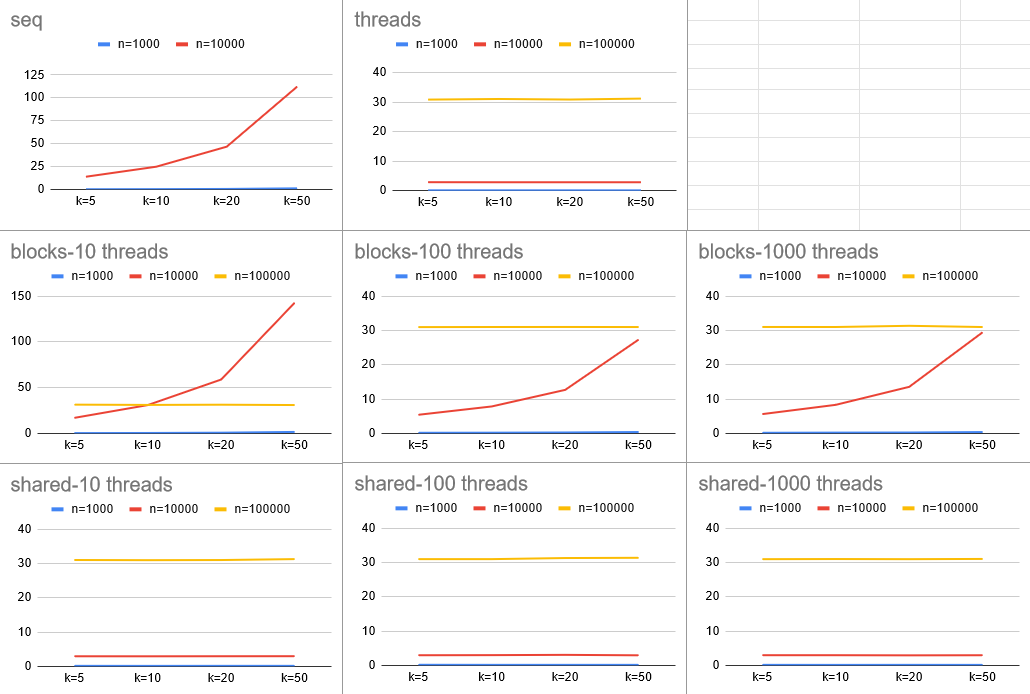 seq
n=1000 n=10000
125
100
75
50
25
0
k=5 k=10 k=20 k=50
threads
n=1000 n=10000 n=100000
40
30
20
10
0
k=5 k=10 k=20 k=50
blocks-10 threads
n=1000 n=10000 n=100000
150
100
50
0
k=5 k=10 k=20 k=50
blocks-100 threads
n=1000 n=10000 n=100000
40
30
20
10
0
k=5 k=10 k=20 k=50
blocks-1000 threads
n=1000 n=10000 n=100000
40
30
20
10
0
k=5 k=10 k=20 k=50
shared-10 threads
n=1000 n=10000 n=100000
40
30
20
10
0
k=5 k=10 k=20 k=50
shared-100 threads
n=1000 n=10000 n=100000
40
30
20
10
0
k=5 k=10 k=20 k=50
shared-1000 threads
n=1000 n=10000 n=100000
40
30
20
10
0
k=5 k=10 k=20 k=50